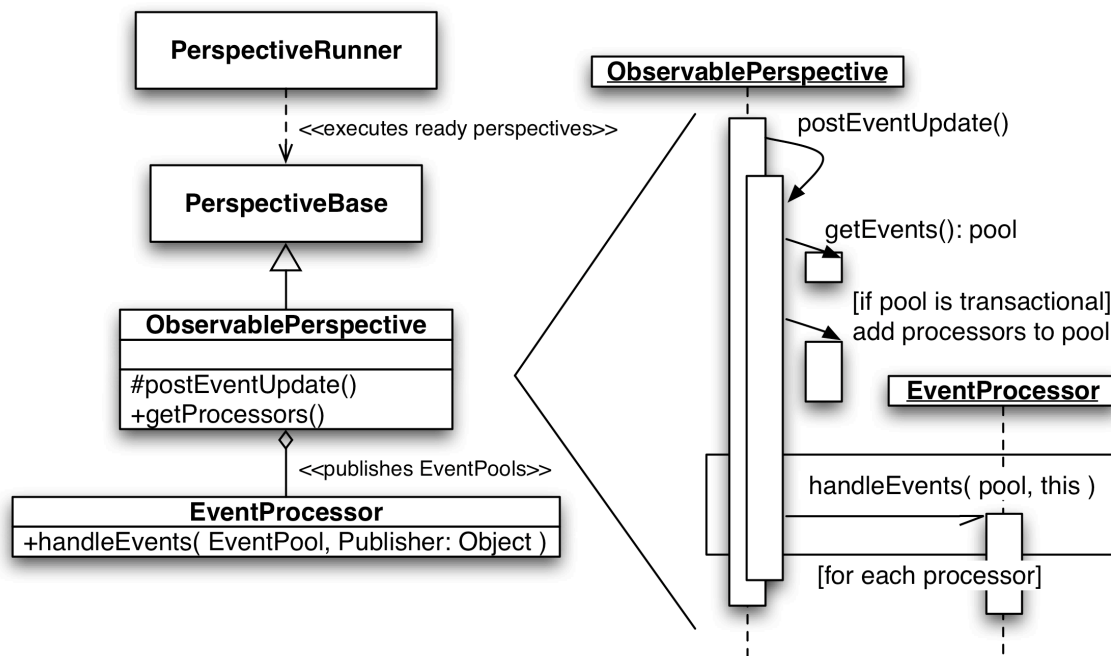 PerspectiveRunner
<<executes ready perspectives>>
PerspectiveBase
ObservablePerspective
#postEventUpdate()
+getProcessors()
<<publishes EventPools>>
EventProcessor
+handleEvents( EventPool, Publisher: Object )
ObservablePerspective
postEventUpdate()
getEvents(): pool
[if pool is transactional]
add processors to pool
EventProcessor
handleEvents( pool, this )
[for each processor]